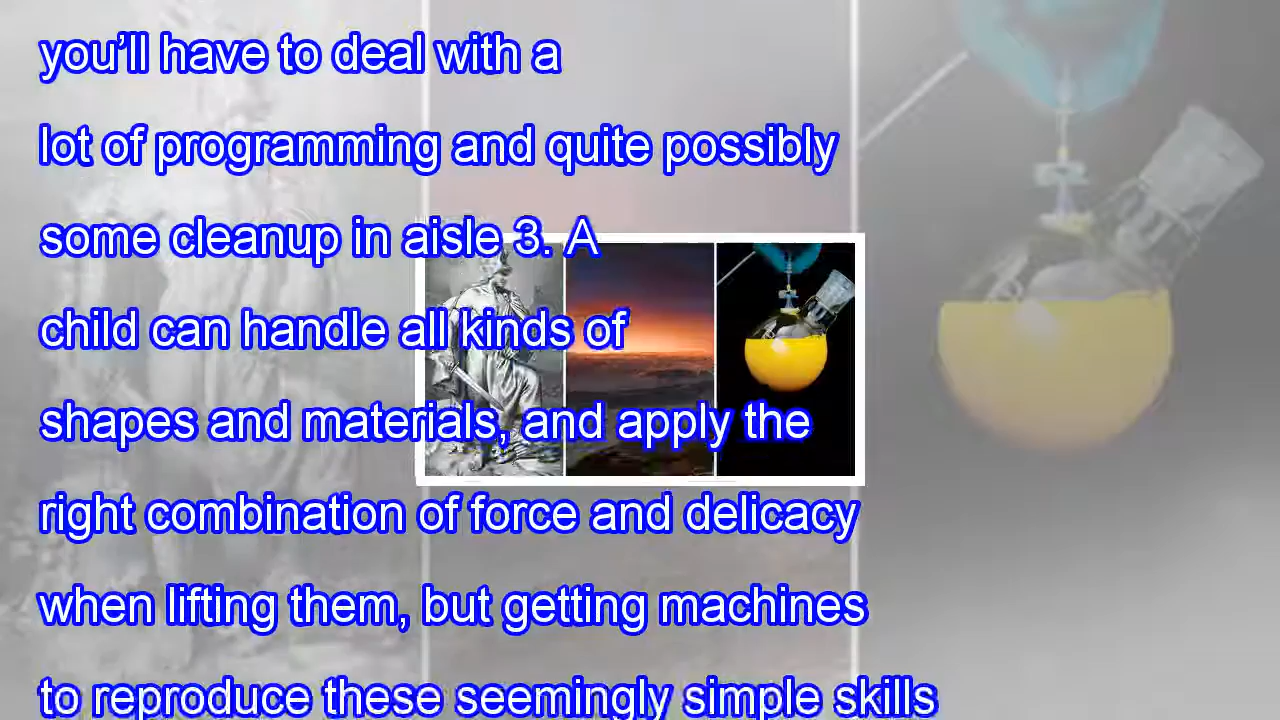 you’ll have to deal with a
lot of programming and quite possibly
some cleanup in aisle 3. A
child can handle all kinds of
shapes and materials, and apply the
right combination of force and delicacy
when lifting them, but getting machines
to reproduce these seemingly simple skills